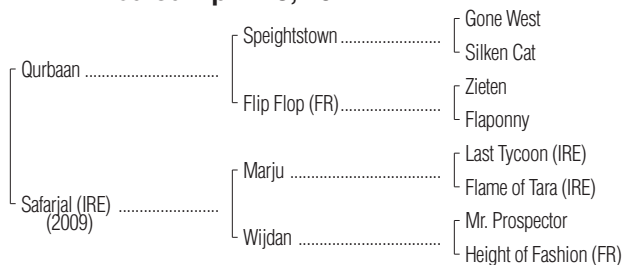 Gone West
Speightstown
Silken Cat
Qurbaan
Zieten
Flip Flop (FR)
Flaponny
Last Tycoon (IRE)
Marju
Flame of Tara (IRE)
Safarjal (IRE)
(2009)
Mr. Prospector
Wijdan
Height of Fashion (FR)